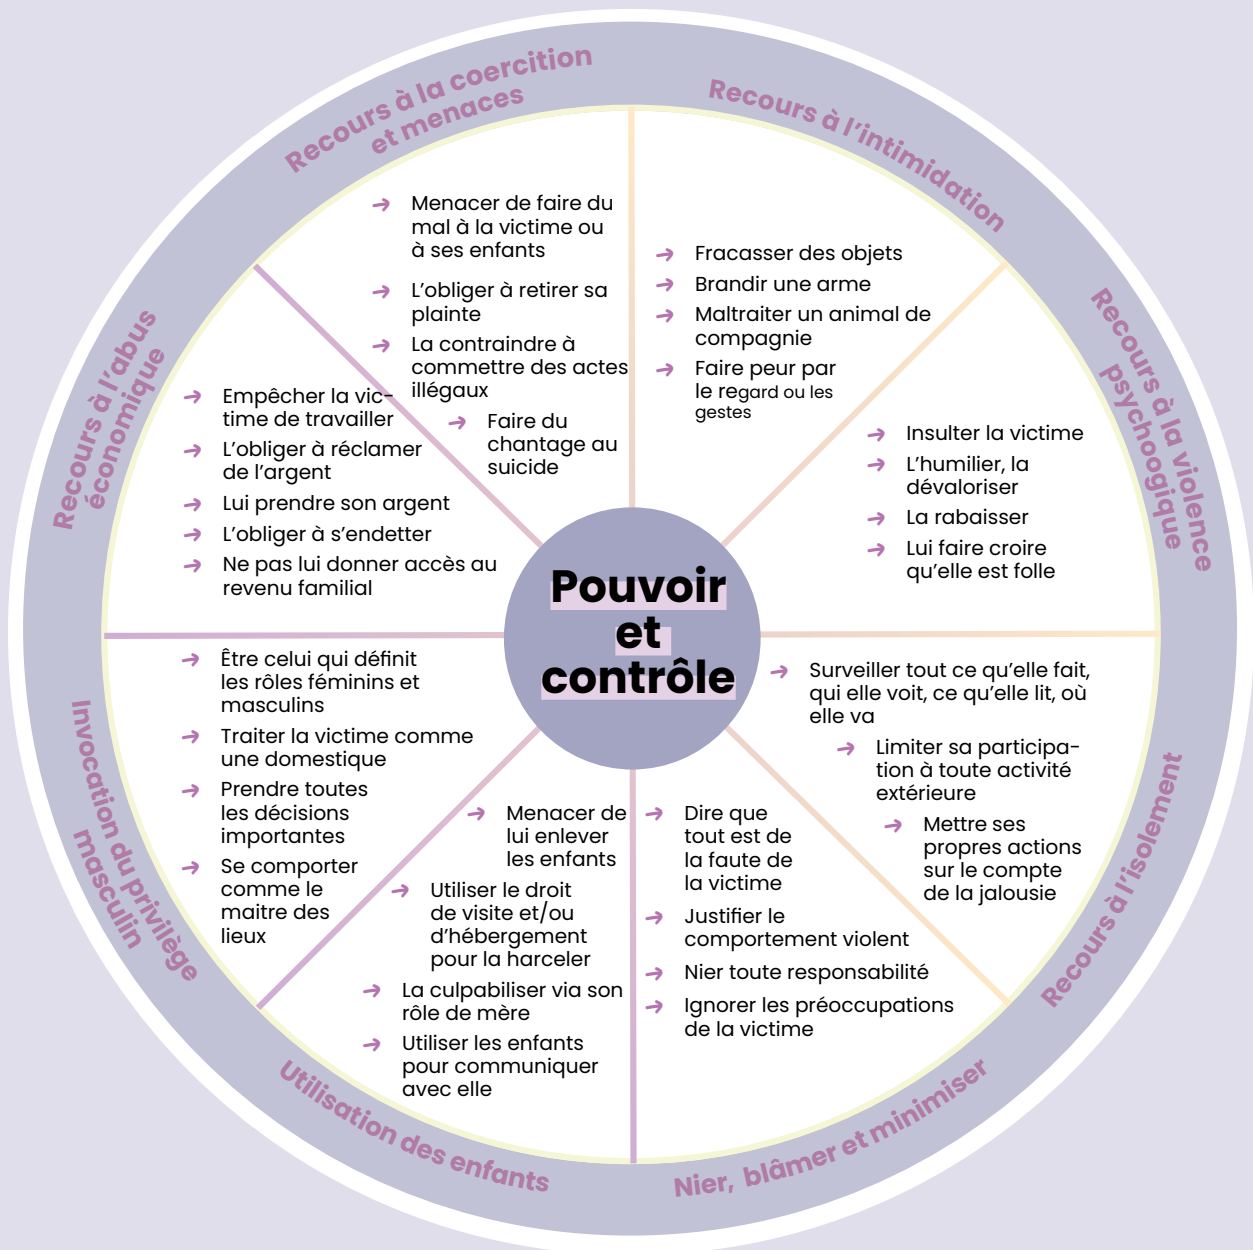 Recours à la coercition
et menaces
Menacer de faire du
mal à la victime ou
à ses enfants
L'obliger à retirer sa
plainte
La contraindre à
commettre des actes
illégaux
Faire du
chantage au
suicide
Recours à l'intimidation
Fracasser des objets
Brandir une arme
Maltraiter un animal de
compagnie
Faire peur par
le regard ou les
gestes
Recours à la violence
psychoogique
Insulter la victime
L'humilier, la
dévaloriser
La rabaisser
Lui faire croire
qu'elle est folle
Recours à l'isolement
Surveiller tout ce qu'elle fait,
qui elle voit, ce qu'elle lit, où
elle va
Limiter sa participa-
tion à toute activité
extérieure
Mettre ses
propres actions
sur le compte
de la jalousie
Nier, blâmer et minimiser
Dire que
tout est de
la faute de
la victime
Justifier le
comportement violent
Nier toute responsabilité
Ignorer les préoccupations
de la victime
Utilisation des enfants
Menacer de
lui enlever
les enfants
Utiliser le droit
de visite et/ou
d'hébergement
pour la harceler
La culpabiliser via son
rôle de mère
Utiliser les enfants
pour communiquer
avec elle
Invocation du privilège
masculin
Être celui qui définit
les rôles féminins et
masculins
Traiter la victime comme
une domestique
Prendre toutes
les décisions
importantes
Se comporter
comme le
maitre des
lieux
Recours à l'abus
économique
Empêcher la vic-
time de travailler
L'obliger à réclamer
de l'argent
Lui prendre son argent
L'obliger à s'endetter
Ne pas lui donner accès au
revenu familial
Pouvoir
et
contrôle